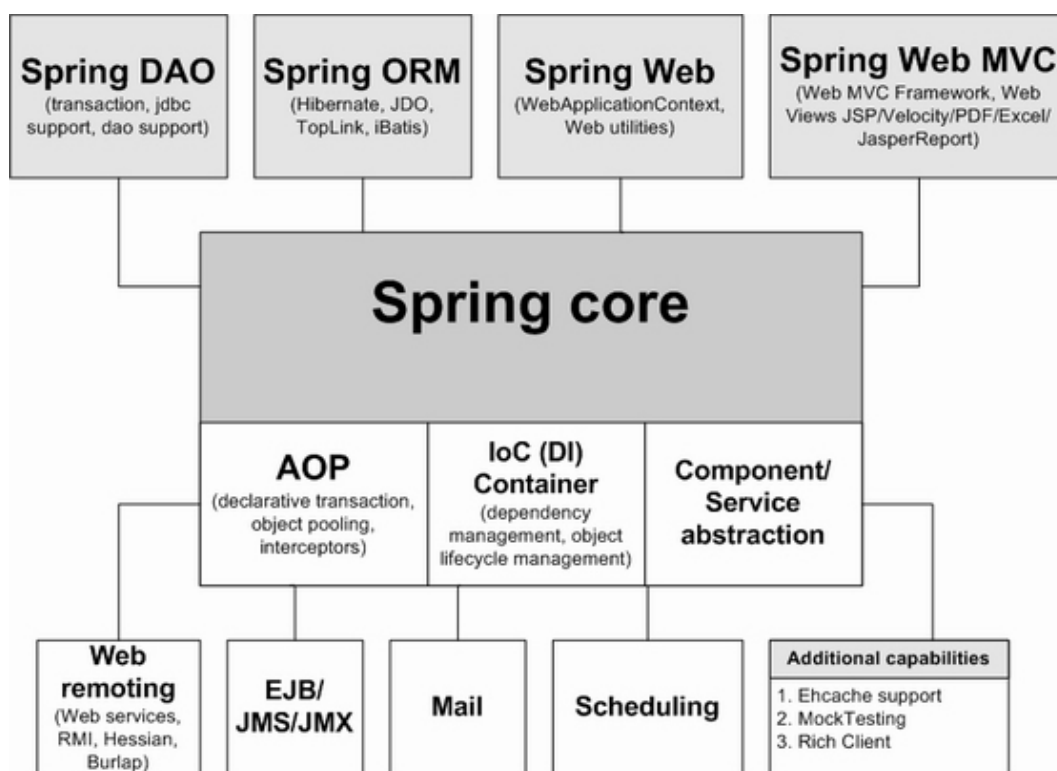 Spring DAO
(transaction, jdbc
support, dao support)
Spring ORM
(Hibernate, JDO,
TopLink, iBatis)
Spring Web
(WebApplicationContext,
Web utilities)
Spring Web MVC
(Web MVC Framework, Web
Views JSP/Velocity/PDF/Excel/
JasperReport)
Spring core
AOP
(declarative transaction,
object pooling,
interceptors)
IoC (DI)
Container
(dependency
management, object
lifecycle management)
Component/
Service
abstraction
Web
remoting
(Web services,
RMI, Hessian,
Burlap)
EJB/
JMS/JMX
Mail
Scheduling
Additional capabilities
1. Ehcache support
2. MockTesting
3. Rich Client